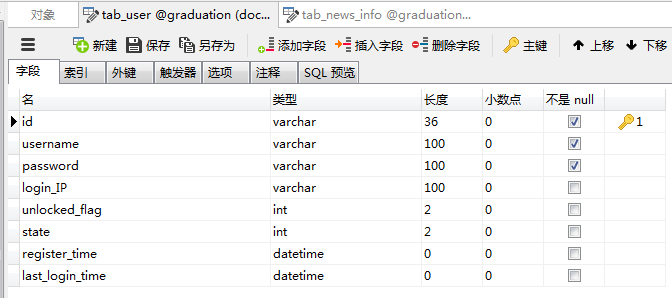 对象 tab_user @graduation (doc... tab_news_info @graduation...
新建 保存 另存为 添加字段 插入字段 删除字段 主键 上移 下移
字段 索引 外键 触发器 选项 注释 SQL 预览
名 类型 长度 小数点 不是 null
id varchar 36 0 1
username varchar 100 0
password varchar 100 0
login_IP varchar 100 0
unlocked_flag int 2 0
state int 2 0
register_time datetime 0 0
last_login_time datetime 0 0